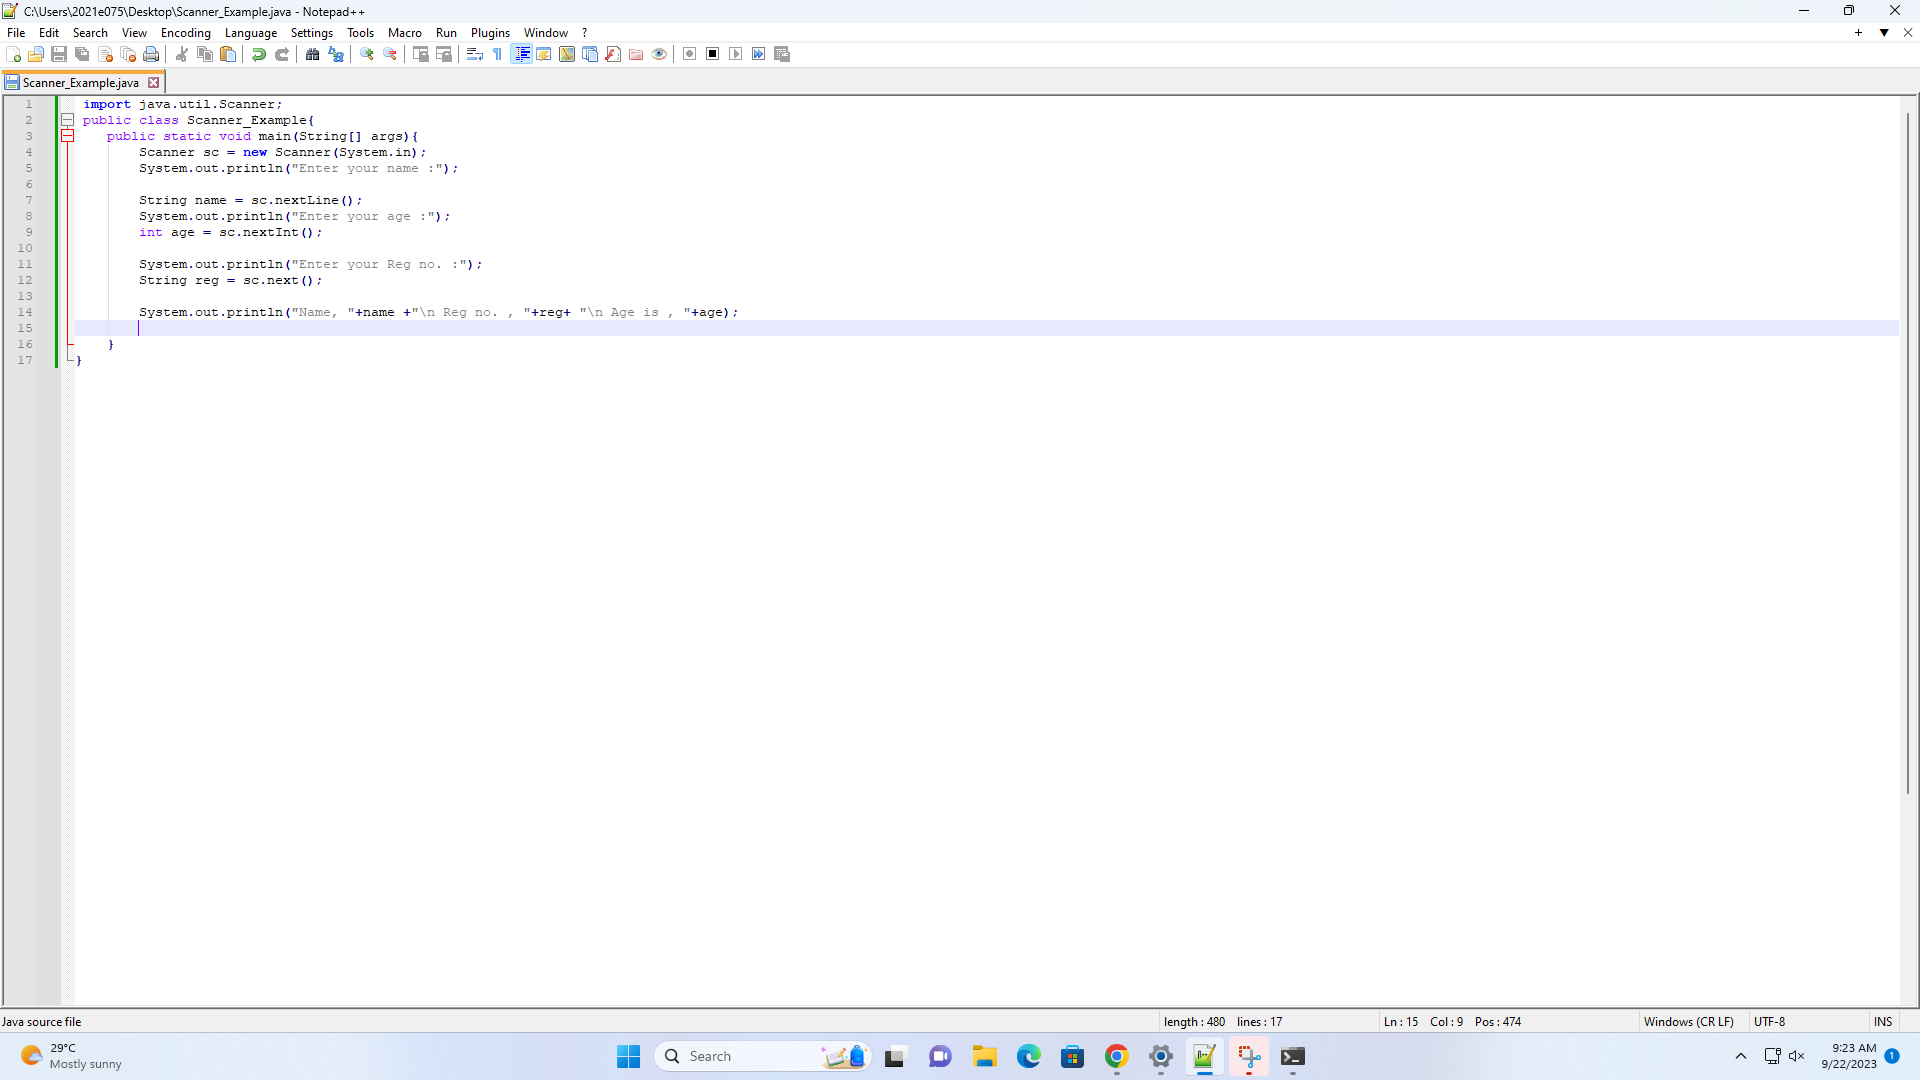 C:\Users\2021e075\Desktop\Scanner_Example.java - Notepad++
File Edit Search View Encoding Language Settings Tools Macro Run Plugins Window ?
Scanner_Example.java
1 import java.util.Scanner;
2 public class Scanner_Example{
3 public static void main(String[] args){
4 Scanner sc = new Scanner(System.in);
5 System.out.println("Enter your name :");
6
7 String name = sc.nextLine();
8 System.out.println("Enter your age :");
9 int age = sc.nextInt();
10
11 System.out.println("Enter your Reg no. :");
12 String reg = sc.next();
13
14 System.out.println("Name, "+name +"\n Reg no. , "+reg+ "\n Age is , "+age);
15
16 }
17 }
Java source file length : 480 lines : 17 Ln : 15 Col : 9 Pos : 474 Windows (CR LF) UTF-8 INS
29°C
Mostly sunny
Search
9:23 AM
9/22/2023
1